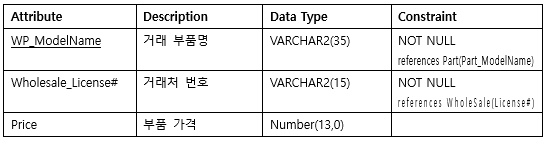 Attribute Description Data Type Constraint
WP_ModelName 거래 부품명 VARCHAR2(35) NOT NULL
references Part(Part_ModelName)
Wholesale_License# 거래처 번호 VARCHAR2(15) NOT NULL
references WholeSale(License#)
Price 부품 가격 Number(13,0)